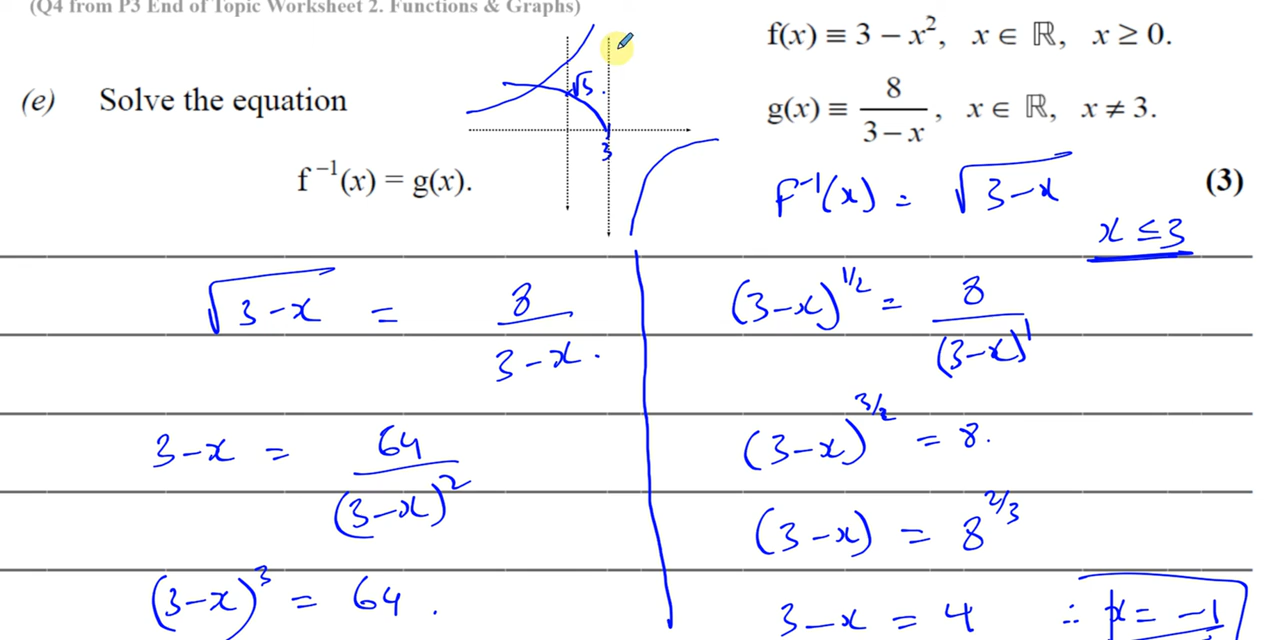 (Q4 from P3 End of Topic Worksheet 2. Functions & Graphs)
f(x) ≡ 3 − x², x ∈ ℝ, x ≥ 0.
(e) Solve the equation
g(x) ≡ 8/(3 − x), x ∈ ℝ, x ≠ 3.
f⁻¹(x) = g(x).
(3)
√3.
3
f⁻¹(x) = √(3−x)
x ≤ 3
√(3−x) = 8/(3−x).
3−x = 64/(3−x)²
(3−x)³ = 64.
(3−x)^(1/2) = 8/(3−x)^1
(3−x)^(3/2) = 8.
(3−x) = 8^(2/3)
3−x = 4 ∴ x = −1